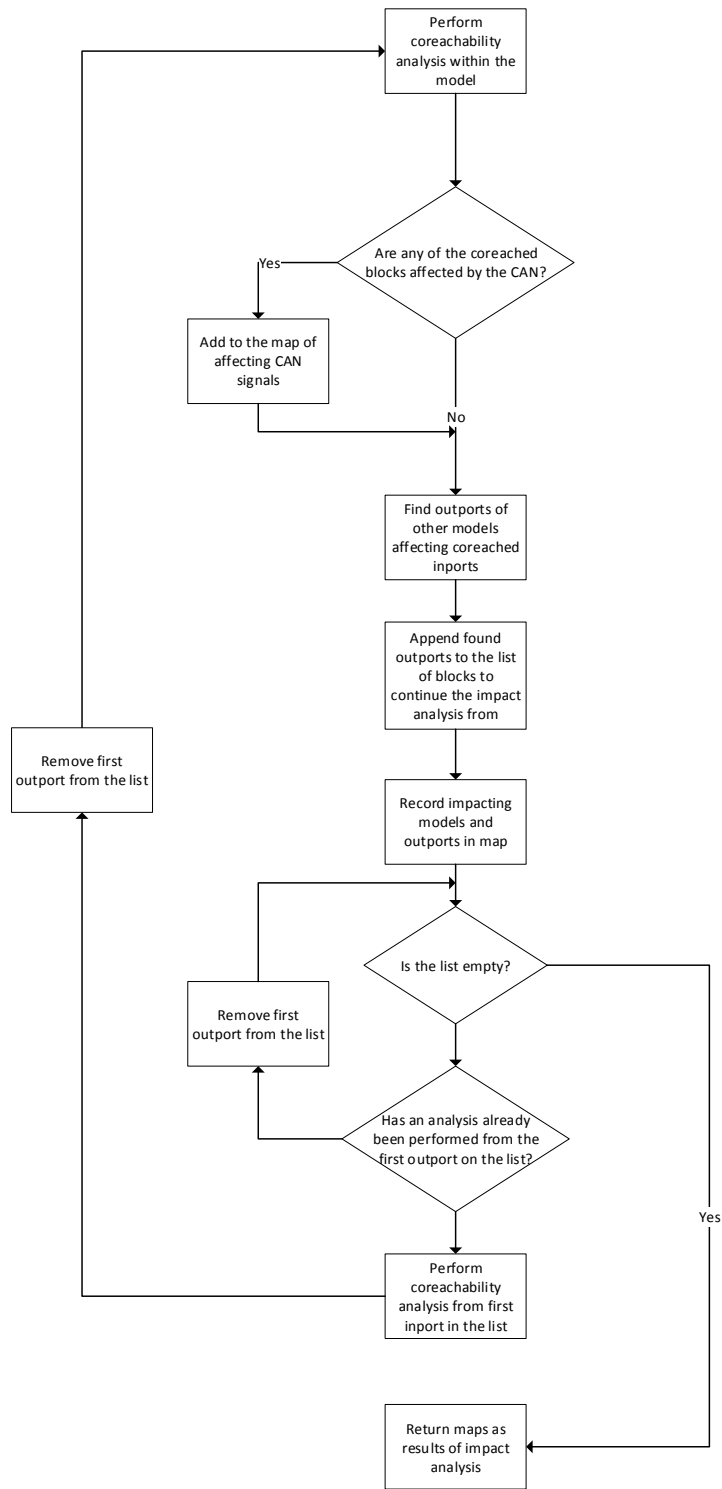 Perform
coreachability
analysis within the
model
Are any of the coreached
blocks affected by the CAN?
Yes
Add to the map of
affecting CAN
signals
No
Find outports of
other models
affecting coreached
inports
Append found
outports to the list
of blocks to
continue the impact
analysis from
Remove first
outport from the list
Record impacting
models and
outports in map
Is the list empty?
Remove first
outport from the list
Has an analysis already
been performed from the
first outport on the list?
Yes
Perform
coreachability
analysis from first
inport in the list
Return maps as
results of impact
analysis